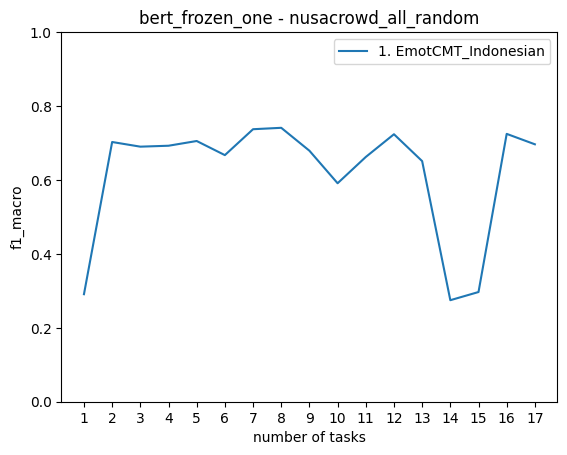 bert_frozen_one - nusacrowd_all_random
1. EmotCMT_Indonesian
f1_macro
1.0
0.8
0.6
0.4
0.2
0.0
1 2 3 4 5 6 7 8 9 10 11 12 13 14 15 16 17
number of tasks